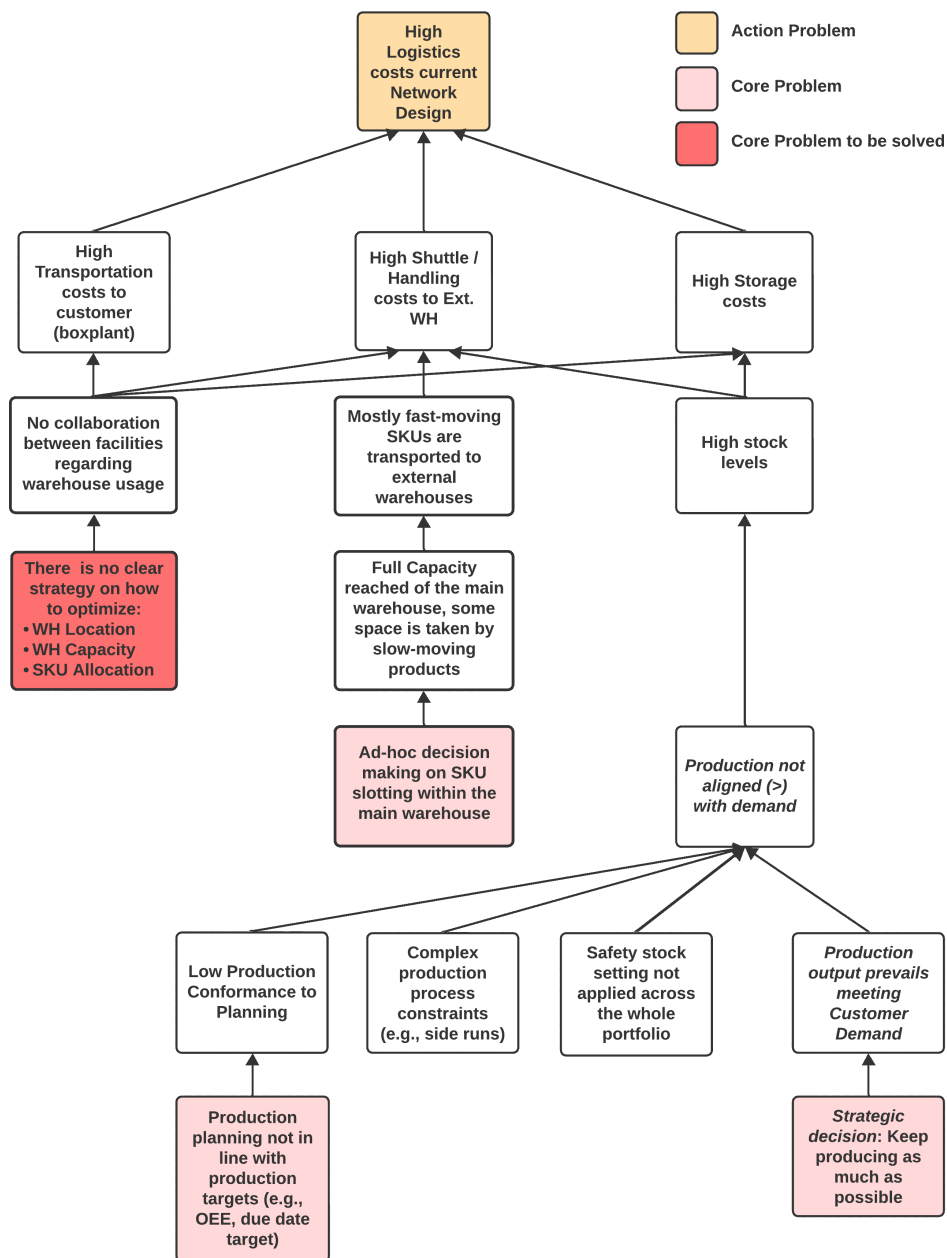 High
Logistics
costs current
Network
Design
Action Problem
Core Problem
Core Problem to be solved
High
Transportation
costs to
customer
(boxplant)
High Shuttle /
Handling
costs to Ext.
WH
High Storage
costs
No collaboration
between facilities
regarding
warehouse usage
Mostly fast-moving
SKUs are
transported to
external
warehouses
High stock
levels
There  is no clear
strategy on how
to optimize:
• WH Location
• WH Capacity
• SKU Allocation
Full Capacity
reached of the main
warehouse, some
space is taken by
slow-moving
products
Ad-hoc decision
making on SKU
slotting within the
main warehouse
Production not
aligned (>)
with demand
Low Production
Conformance to
Planning
Complex
production
process
constraints
(e.g., side runs)
Safety stock
setting not
applied across
the whole
portfolio
Production
output prevails
meeting
Customer
Demand
Production
planning not in
line with
production
targets (e.g.,
OEE, due date
target)
Strategic
decision: Keep
producing as
much as
possible